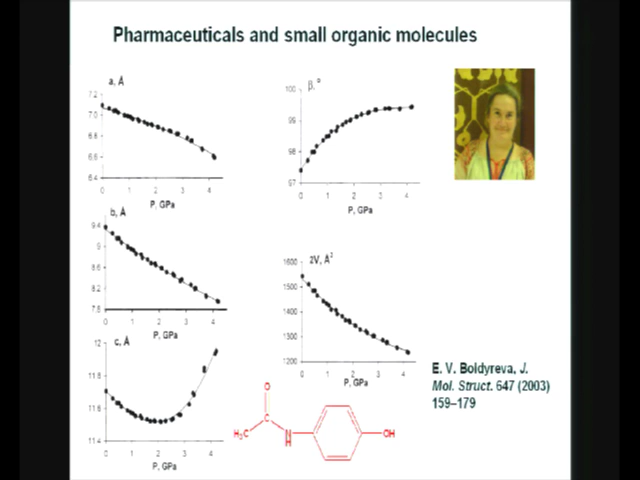 Pharmaceuticals and small organic molecules
a, Å
7.2
7.0
6.8
6.6
6.4
0 1 2 3 4
P, GPa
β, °
100
99
98
97
0 1 2 3 4
P, GPa
b, Å
9.4
9
8.6
8.2
7.8
0 1 2 3 4
P, GPa
2V, Å³
1600
1500
1400
1300
1200
0 1 2 3 4
P, GPa
c, Å
12
11.8
11.6
11.4
0 1 2 3 4
P, GPa
O
C
H₃C
N
H
OH
E. V. Boldyreva, J.
Mol. Struct. 647 (2003)
159–179